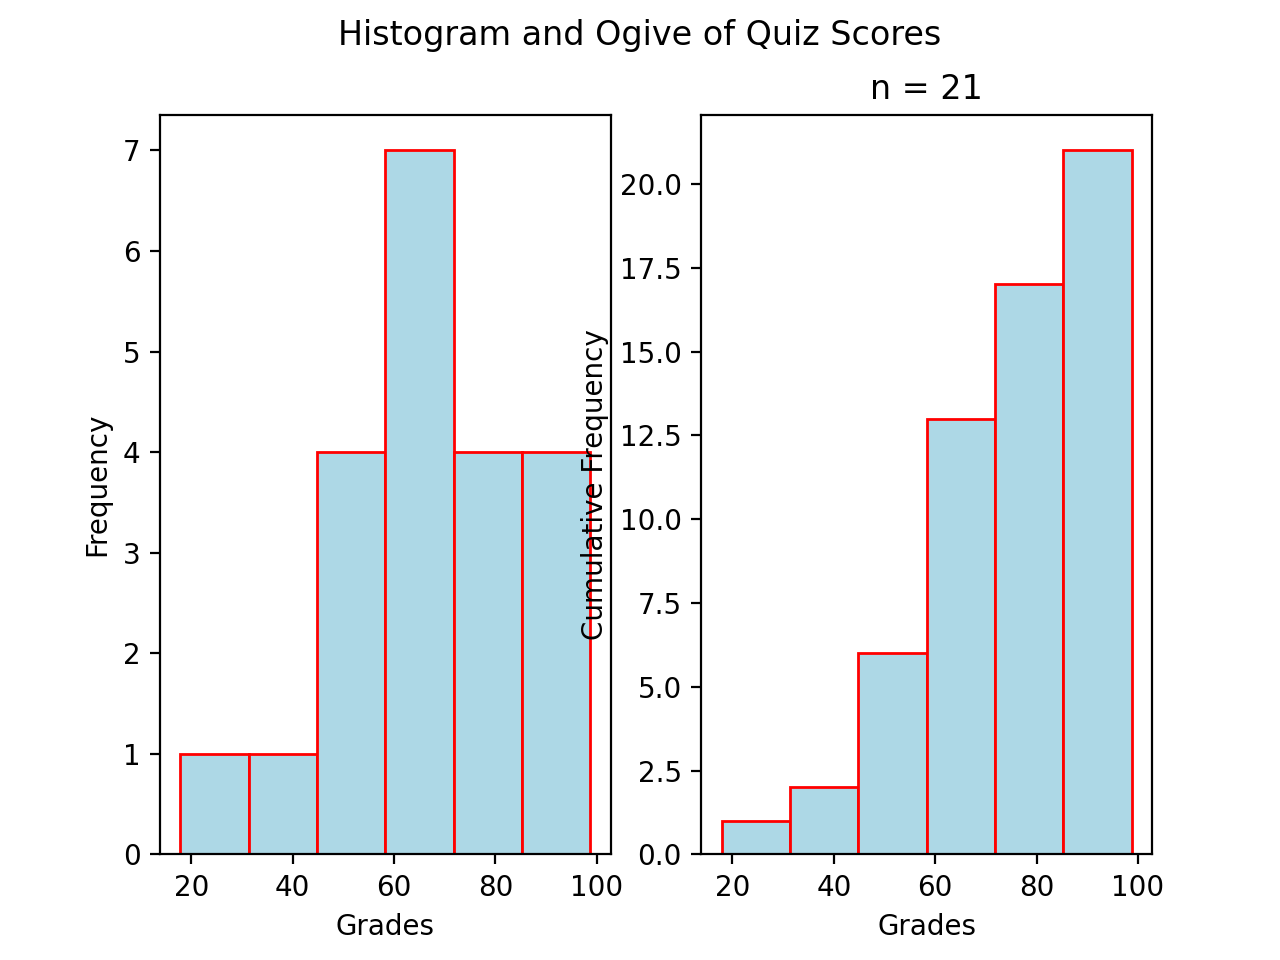 Histogram and Ogive of Quiz Scores
7
6
5
4
3
2
1
0
Frequency
20 40 60 80 100
Grades
n = 21
20.0
17.5
15.0
12.5
10.0
7.5
5.0
2.5
0.0
Cumulative Frequency
20 40 60 80 100
Grades